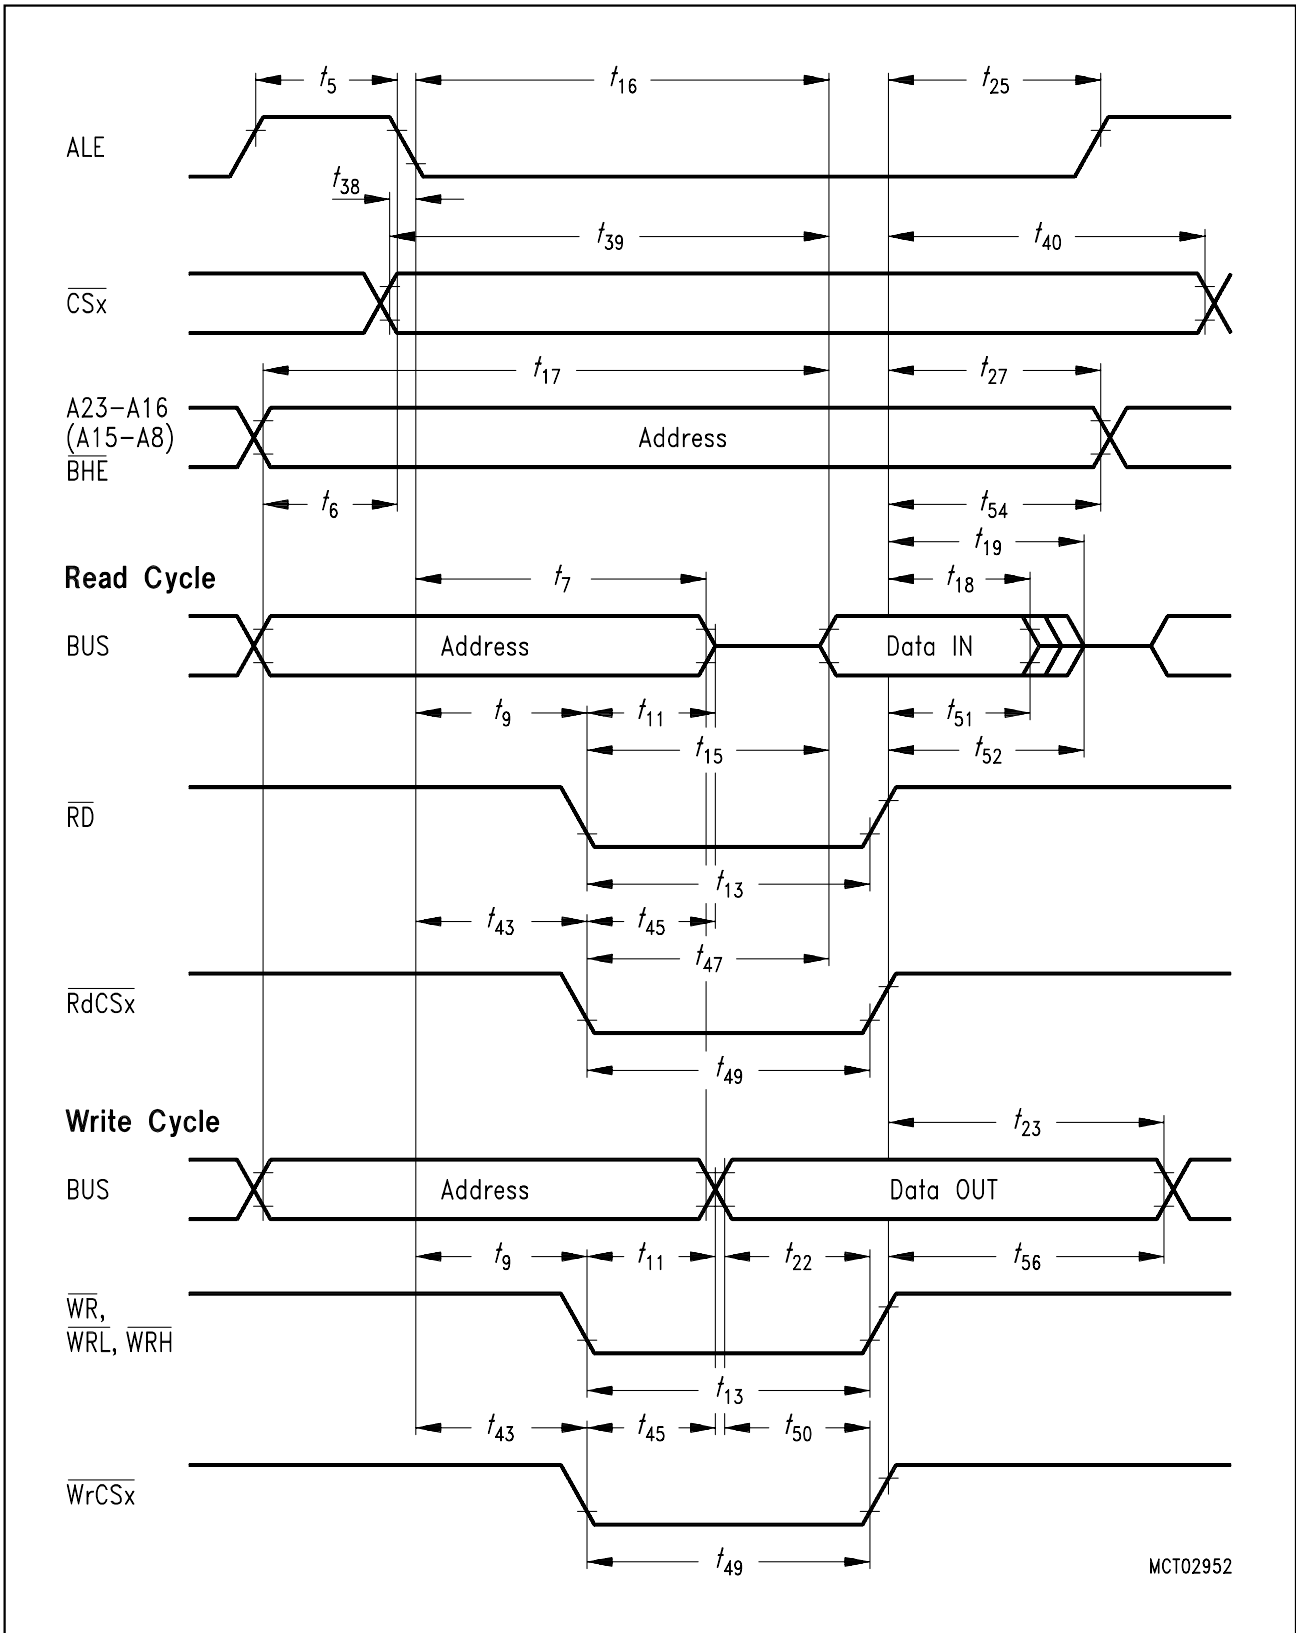 t5 t16 t25
ALE
t38
t39 t40
CSx
t17 t27
A23–A16
(A15–A8)
BHE
Address
t6 t54
t19
Read Cycle
t7 t18
BUS Address Data IN
t9 t11 t51
t15 t52
RD
t13
t43 t45
t47
RdCSx
t49
Write Cycle
t23
BUS Address Data OUT
t9 t11 t22 t56
WR,
WRL, WRH
t13
t43 t45 t50
WrCSx
t49
MCT02952